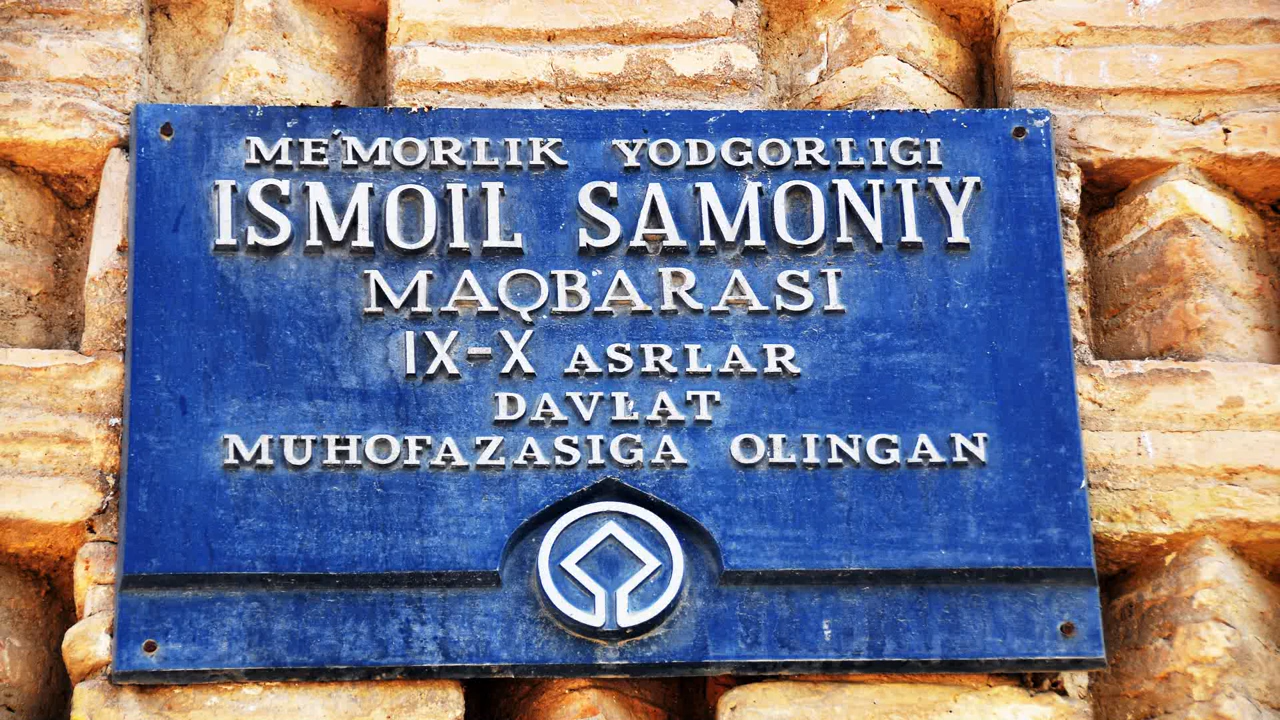 ME'MORLIK YODGORLIGI
ISMOIL SAMONIY
MAQBARASI
IX-X ASRLAR
DAVLAT
MUHOFAZASIGA OLINGAN